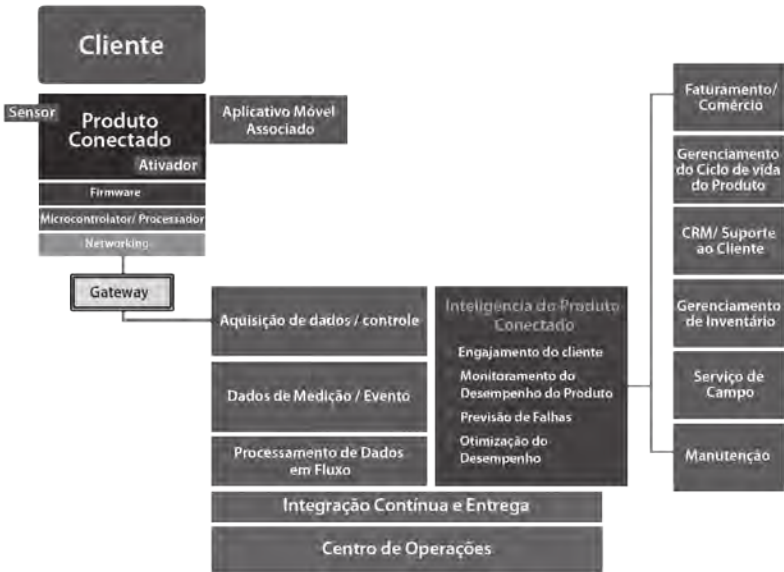 Cliente
Sensor
Produto
Conectado
Ativador
Aplicativo Móvel
Associado
Firmware
Microcontrolator/ Processador
Networking
Gateway
Aquisição de dados / controle
Dados de Medição / Evento
Processamento de Dados
em Fluxo
Inteligência do Produto
Conectado
Engajamento do cliente
Monitoramento do
Desempenho do Produto
Previsão de Falhas
Otimização do
Desempenho
Integração Contínua e Entrega
Centro de Operações
Faturamento/
Comércio
Gerenciamento
do Ciclo de vida
do Produto
CRM/ Suporte
ao Cliente
Gerenciamento
de Inventário
Serviço de
Campo
Manutenção